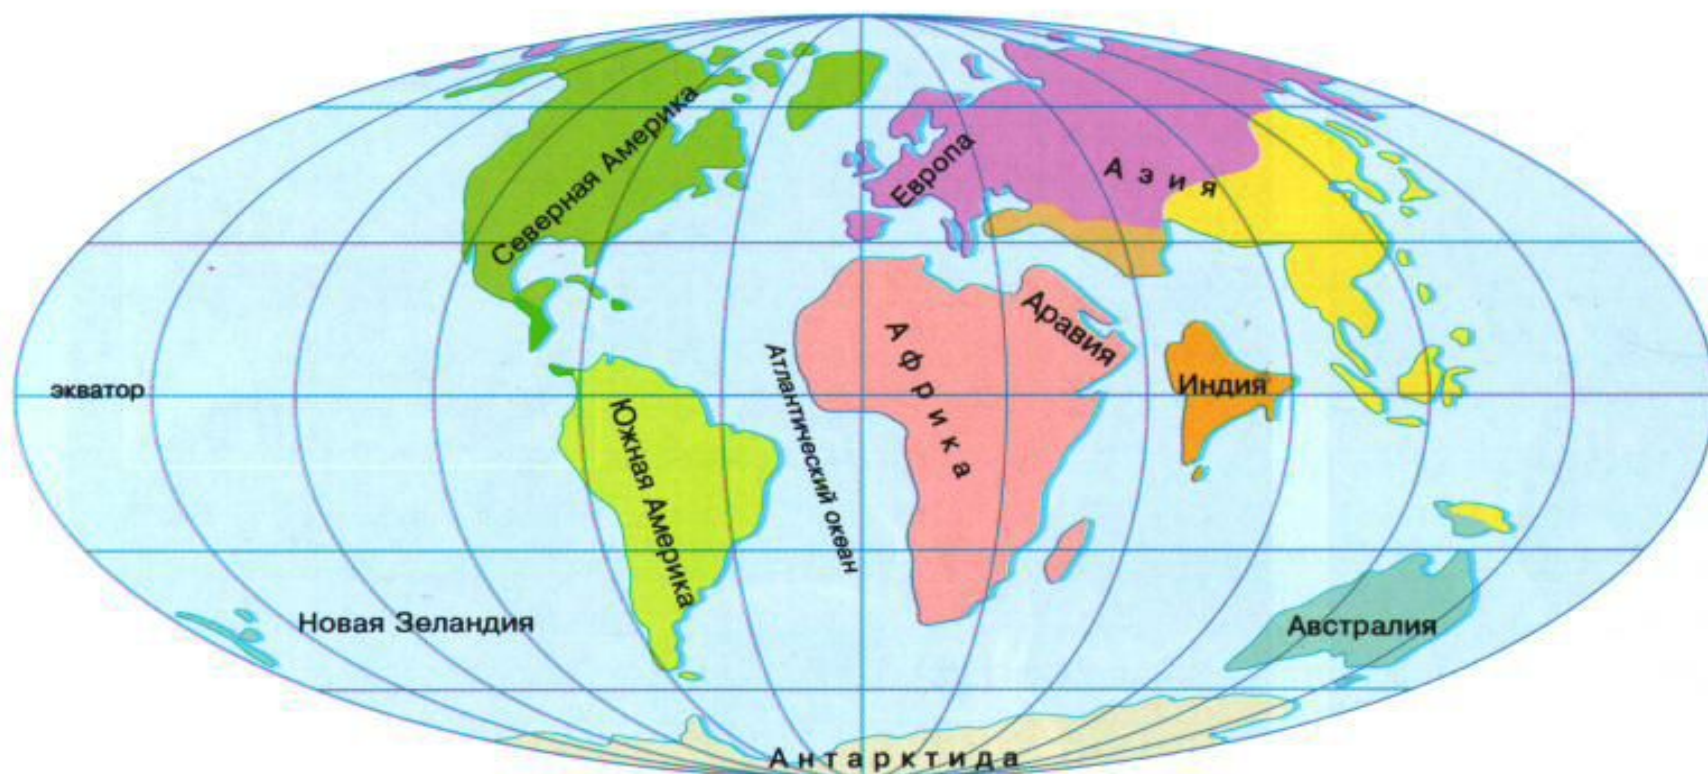 Северная Америка
Европа
Азия
Аравия
Африка
экватор
Индия
Атлантический океан
Южная Америка
Новая Зеландия
Австралия
Антарктида